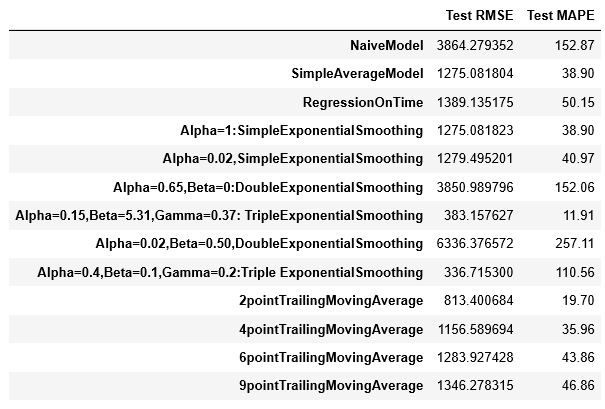 Test RMSE Test MAPE
NaiveModel 3864.279352 152.87
SimpleAverageModel 1275.081804 38.90
RegressionOnTime 1389.135175 50.15
Alpha=1:SimpleExponentialSmoothing 1275.081823 38.90
Alpha=0.02,SimpleExponentialSmoothing 1279.495201 40.97
Alpha=0.65,Beta=0:DoubleExponentialSmoothing 3850.989796 152.06
Alpha=0.15,Beta=5.31,Gamma=0.37: TripleExponentialSmoothing 383.157627 11.91
Alpha=0.02,Beta=0.50,DoubleExponentialSmoothing 6336.376572 257.11
Alpha=0.4,Beta=0.1,Gamma=0.2:Triple ExponentialSmoothing 336.715300 110.56
2pointTrailingMovingAverage 813.400684 19.70
4pointTrailingMovingAverage 1156.589694 35.96
6pointTrailingMovingAverage 1283.927428 43.86
9pointTrailingMovingAverage 1346.278315 46.86